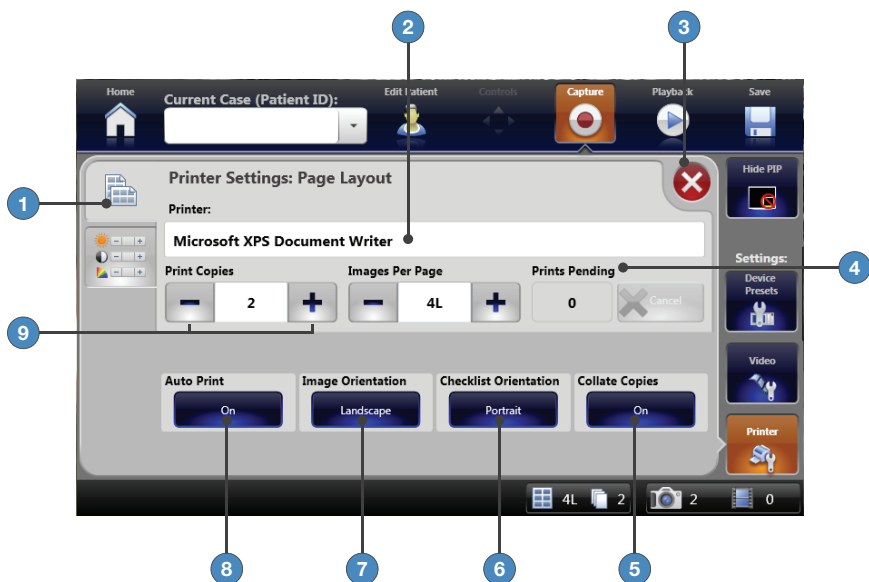 2
3
Home
Current Case (Patient ID):
Edit Patient
Controls
Capture
Playback
Save
1
Printer Settings: Page Layout
Hide PIP
Printer:
Microsoft XPS Document Writer
Settings:
Print Copies
Images Per Page
Prints Pending
4
Device
Presets
2
4L
0
Cancel
9
Video
Auto Print
Image Orientation
Checklist Orientation
Collate Copies
On
Landscape
Portrait
On
Printer
4L
2
2
0
8
7
6
5